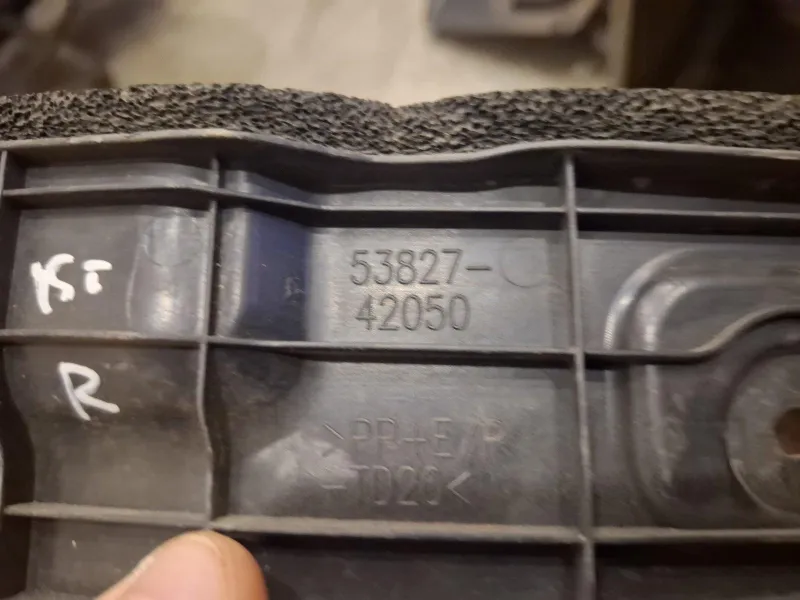 53827-
42050
R
>PP+E/P
-TD20<